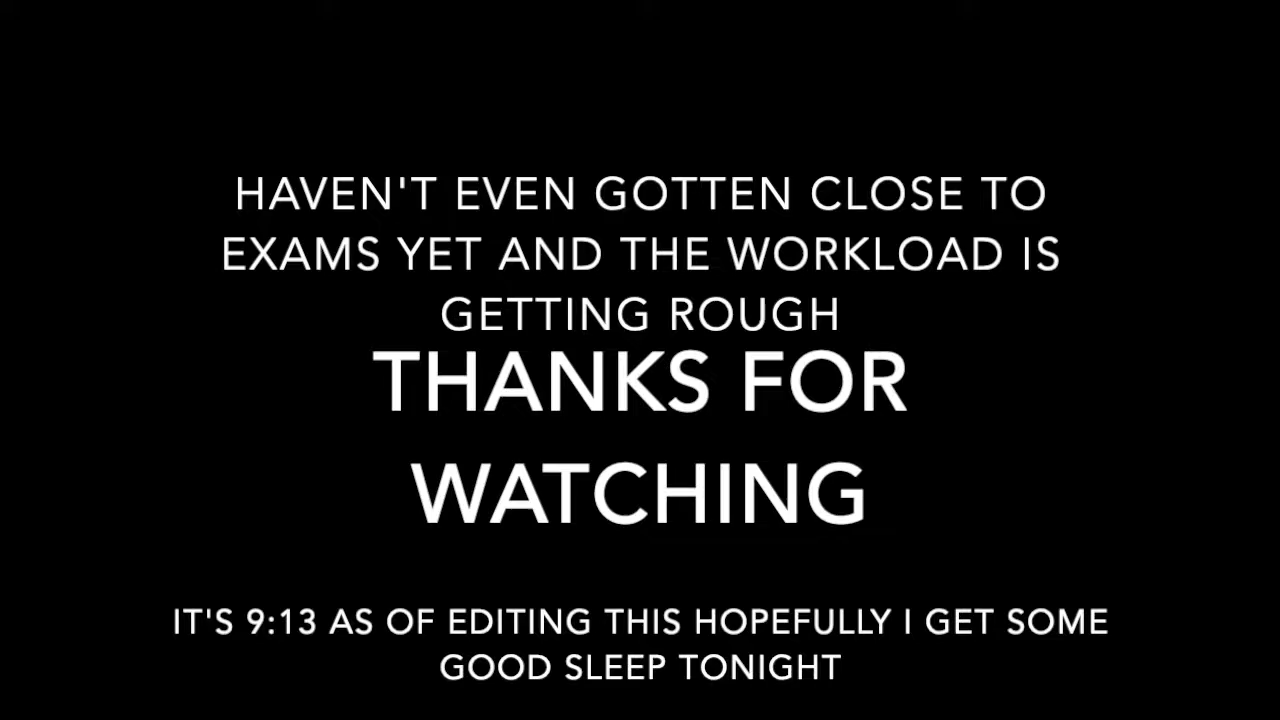 HAVEN'T EVEN GOTTEN CLOSE TO
EXAMS YET AND THE WORKLOAD IS
GETTING ROUGH
THANKS FOR
WATCHING
IT'S 9:13 AS OF EDITING THIS HOPEFULLY I GET SOME
GOOD SLEEP TONIGHT